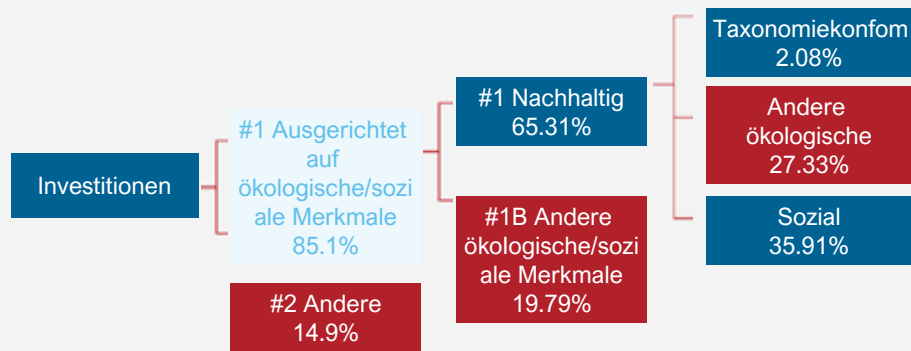 Investitionen
#1 Ausgerichtet
auf
ökologische/sozi
ale Merkmale
85.1%
#2 Andere
14.9%
#1 Nachhaltig
65.31%
#1B Andere
ökologische/sozi
ale Merkmale
19.79%
Taxonomiekonfom
2.08%
Andere
ökologische
27.33%
Sozial
35.91%